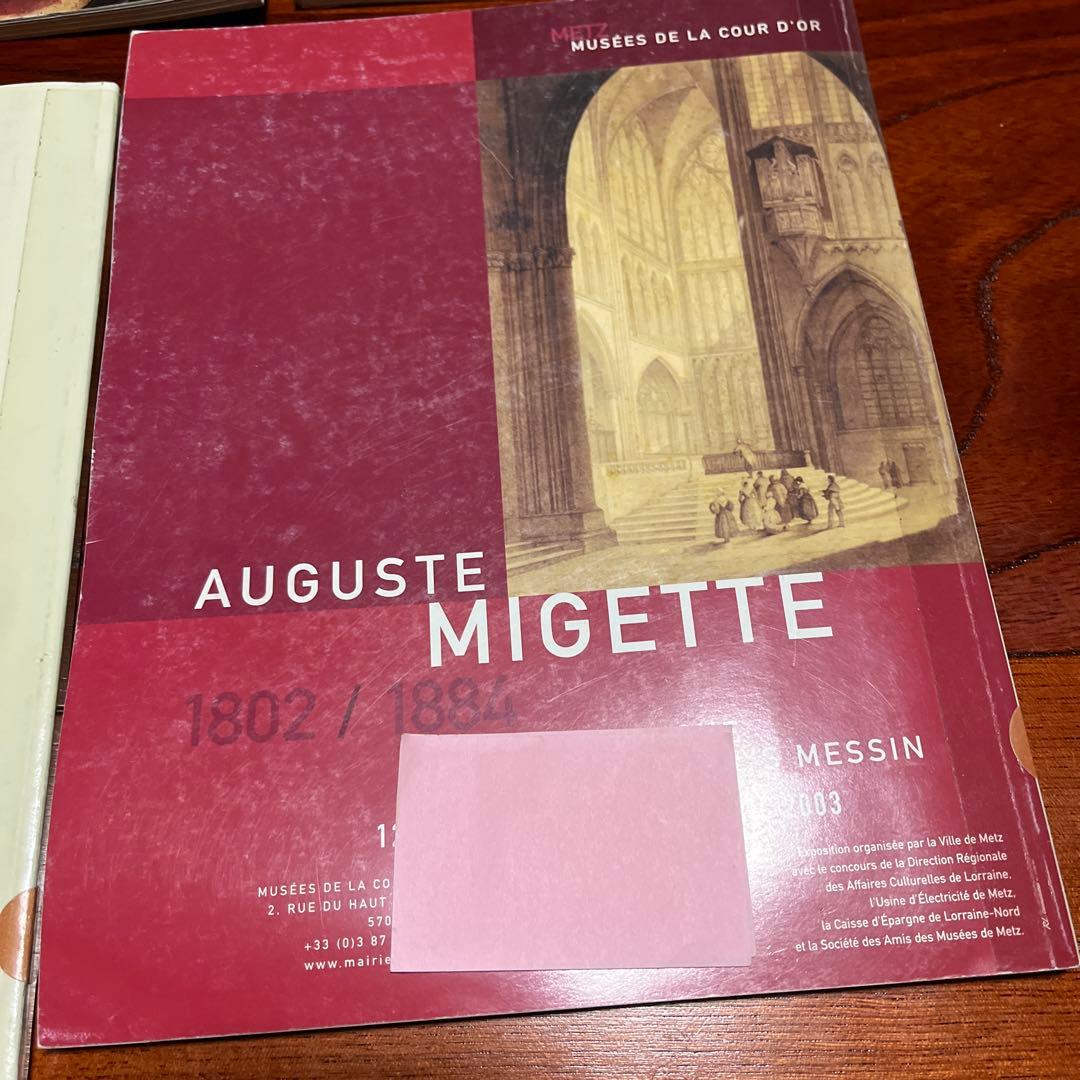 METZ
MUSÉES DE LA COUR D'OR
AUGUSTE
MIGETTE
1802 / 1884
MESSIN
2003
MUSÉES DE LA
2, RUE DU HAUT
+33 (0)3 87
www.mairie
Exposition organisée par la Ville de Metz
avec le concours de la Direction Régionale
des Affaires Culturelles de Lorraine,
l'Usine d'Électricité de Metz,
la Caisse d'Épargne de Lorraine-Nord
et la Société des Amis des Musées de Metz.